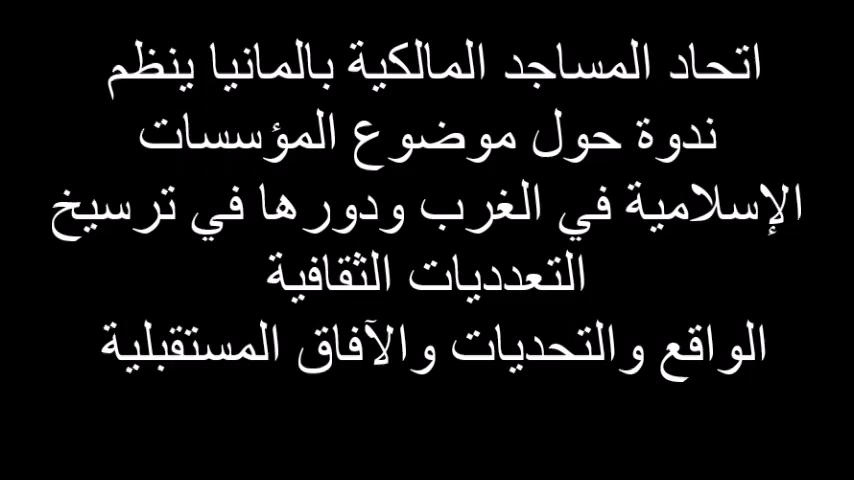 اتحاد المساجد المالكية بالمانيا ينظم
ندوة حول موضوع المؤسسات
الإسلامية في الغرب ودورها في ترسيخ
التعدديات الثقافية
الواقع والتحديات والآفاق المستقبلية